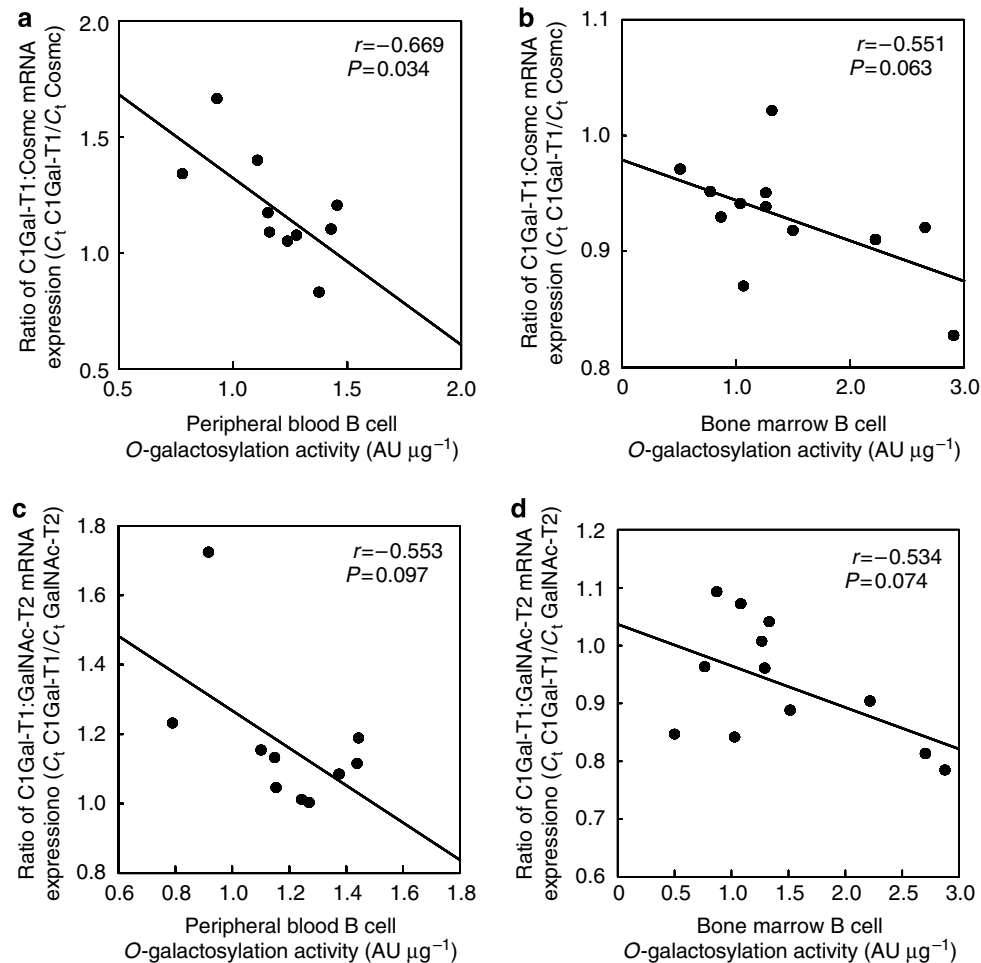 a
Ratio of C1Gal-T1:Cosmc mRNA
expression (Ct C1Gal-T1/Ct Cosmc)
2.0
1.5
1.0
0.5
r=−0.669
P=0.034
0.5 1.0 1.5 2.0
Peripheral blood B cell
O-galactosylation activity (AU µg−1)
b
Ratio of C1Gal-T1:Cosmc mRNA
expression (Ct C1Gal-T1/Ct Cosmc)
1.1
1.0
0.9
0.8
r=−0.551
P=0.063
0 1.0 2.0 3.0
Bone marrow B cell
O-galactosylation activity (AU µg−1)
c
Ratio of C1Gal-T1:GalNAc-T2 mRNA
expressiono (Ct C1Gal-T1/Ct GalNAc-T2)
1.8
1.6
1.4
1.2
1.0
0.8
r=−0.553
P=0.097
0.6 0.8 1.0 1.2 1.4 1.6 1.8
Peripheral blood B cell
O-galactosylation activity (AU µg−1)
d
Ratio of C1Gal-T1:GalNAc-T2 mRNA
expressiono (Ct C1Gal-T1/Ct GalNAc-T2)
1.2
1.1
1.0
0.9
0.8
0.7
0.6
r=−0.534
P=0.074
0 0.5 1.0 1.5 2.0 2.5 3.0
Bone marrow B cell
O-galactosylation activity (AU µg−1)